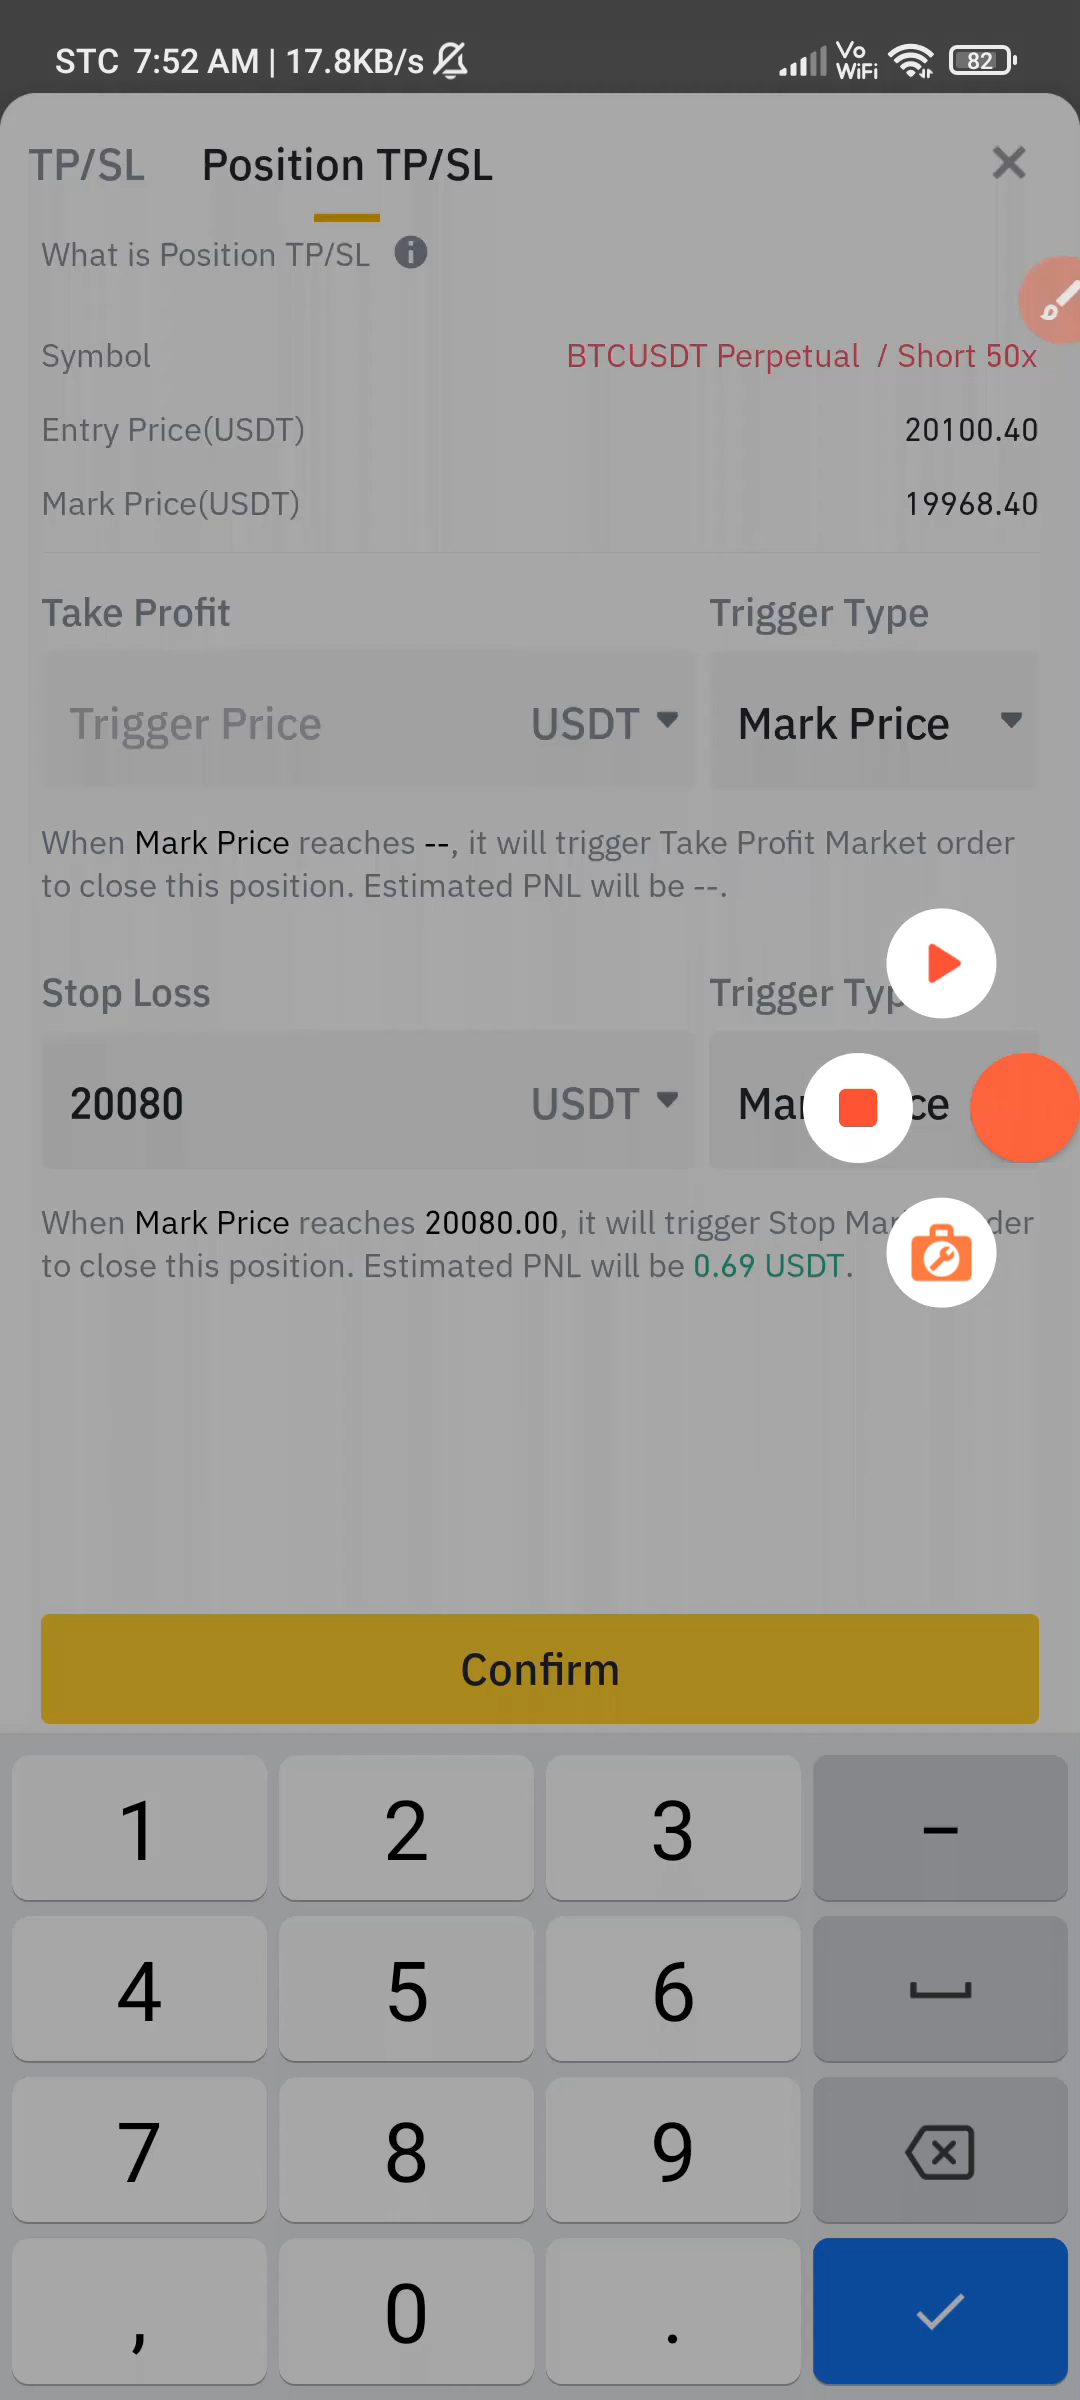 STC 7:52 AM | 17.8KB/s Vo WiFi 82
TP/SL Position TP/SL
What is Position TP/SL
Symbol BTCUSDT Perpetual / Short 50x
Entry Price(USDT) 20100.40
Mark Price(USDT) 19968.40
Take Profit Trigger Type
Trigger Price USDT Mark Price
When Mark Price reaches --, it will trigger Take Profit Market order
to close this position. Estimated PNL will be --.
Stop Loss Trigger Typ
20080 USDT Mar ce
When Mark Price reaches 20080.00, it will trigger Stop Mar der
to close this position. Estimated PNL will be 0.69 USDT.
Confirm
1 2 3 –
4 5 6
7 8 9
, 0 .